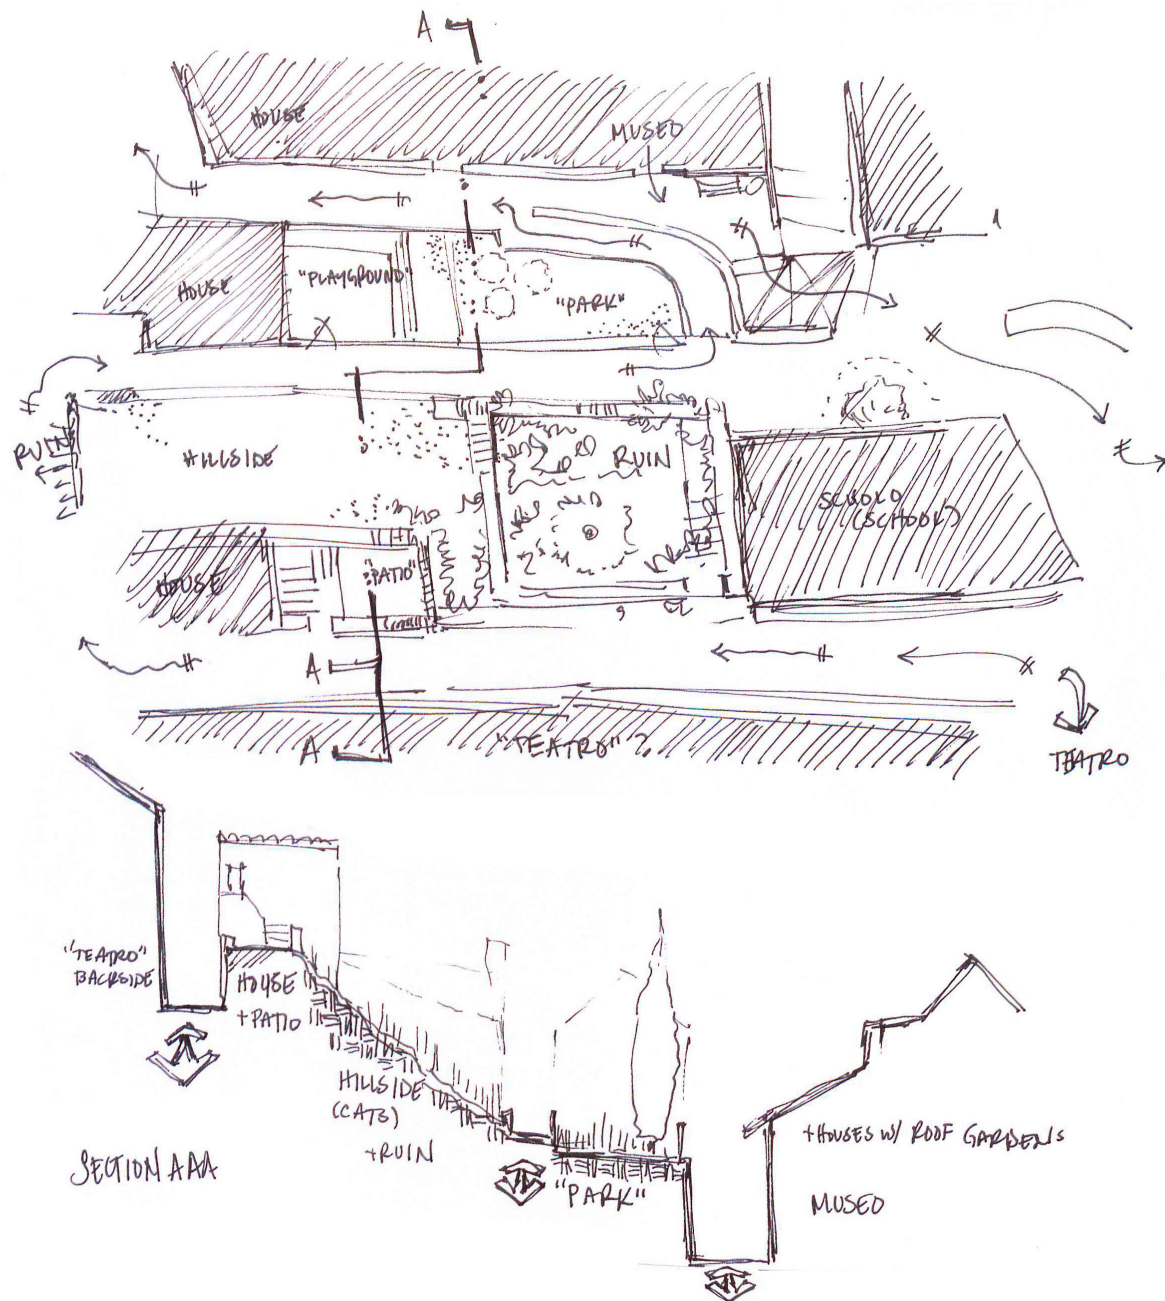 A
HOUSE
MUSEO
HOUSE
"PLAYGROUND"
"PARK"
RUIN
HILLSIDE
RUIN
SCUOLO
(SCHOOL)
HOUSE
"PATIO"
A
A
"TEATRO"?
TEATRO
"TEATRO"
BACKSIDE
HOUSE
+PATIO
HILLSIDE
(CATS)
+RUIN
"PARK"
+HOUSES W/ ROOF GARDENS
MUSEO
SECTION AAA